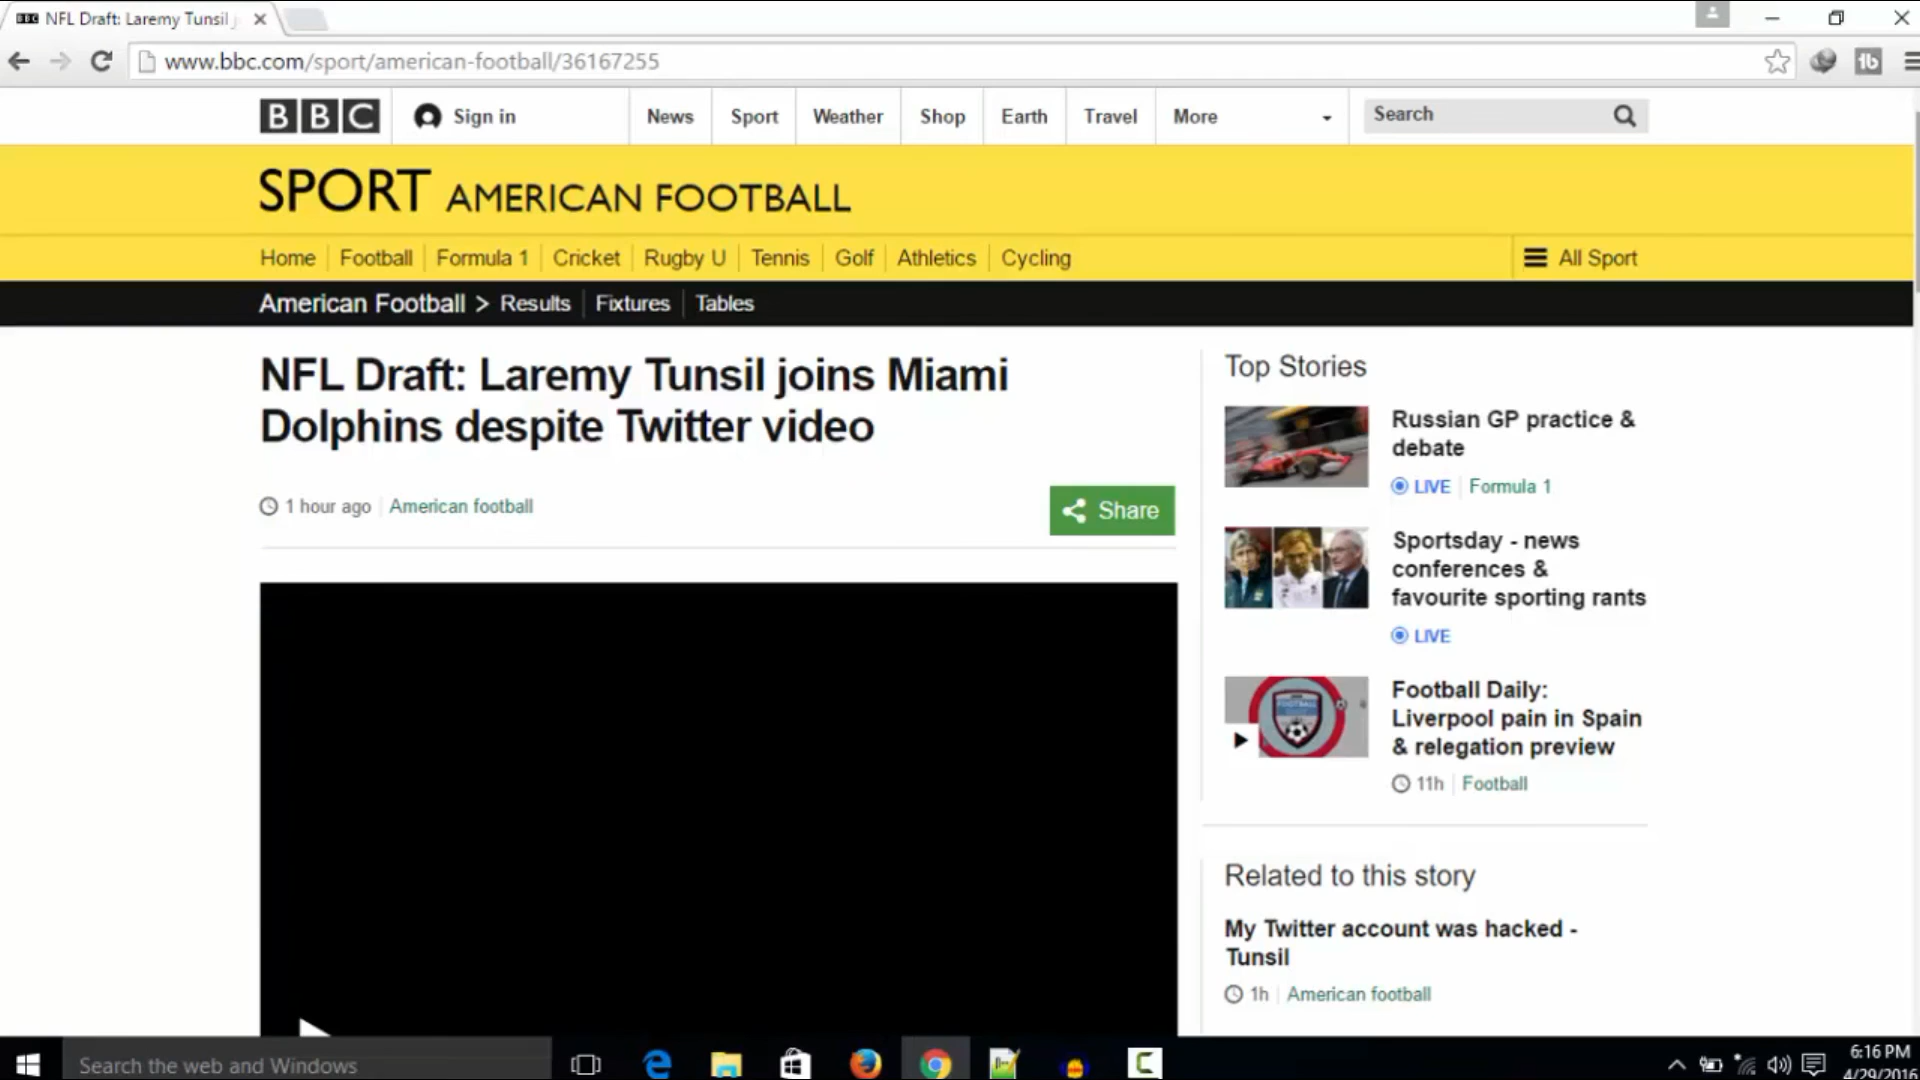 BBC NFL Draft: Laremy Tunsil j
www.bbc.com/sport/american-football/36167255
BBC Sign in News Sport Weather Shop Earth Travel More Search
SPORT AMERICAN FOOTBALL
Home Football Formula 1 Cricket Rugby U Tennis Golf Athletics Cycling All Sport
American Football > Results Fixtures Tables
NFL Draft: Laremy Tunsil joins Miami
Dolphins despite Twitter video
1 hour ago American football
Share
Top Stories
Russian GP practice &
debate
LIVE Formula 1
Sportsday - news
conferences &
favourite sporting rants
LIVE
FOOTBALL
Football Daily:
Liverpool pain in Spain
& relegation preview
11h Football
Related to this story
My Twitter account was hacked -
Tunsil
1h American football
Search the web and Windows
6:16 PM
4/29/2016